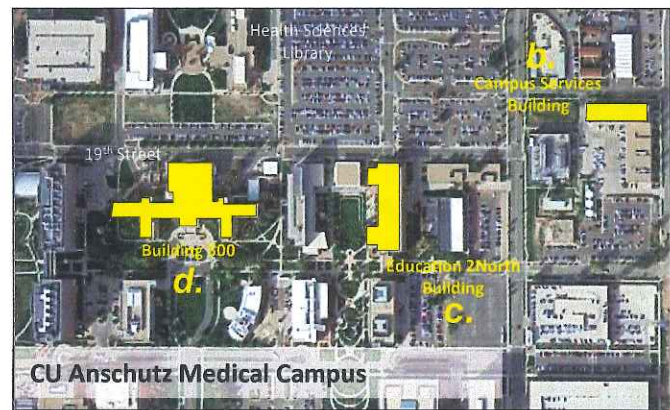 Health Sciences
Library
b.
Campus Services
Building
19th Street
Building 500
d.
Education 2North
Building
c.
CU Anschutz Medical Campus